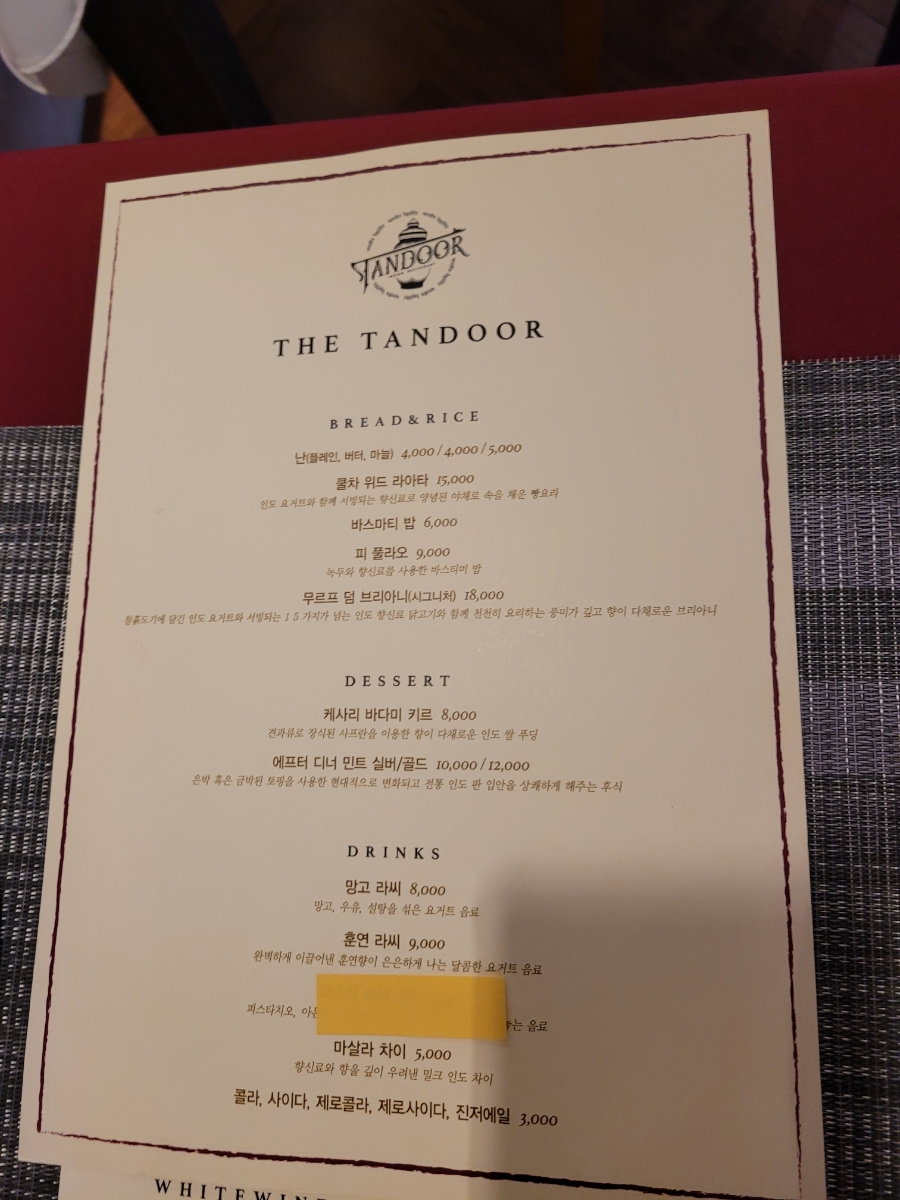 TANDOOR
THE TANDOOR
BREAD&RICE
난(플레인, 버터, 마늘) 4,000 / 4,000 / 5,000
쿨차 위드 라아타 15,000
인도 요거트와 함께 서빙되는 향신료로 양념된 야채로 속을 채운 빵요리
바스마티 밥 6,000
피 풀라오 9,000
녹두와 향신료를 사용한 바스티미 밥
무르프 덤 브리아니(시그니처) 18,000
찰흙도기에 담긴 인도 요거트와 서빙되는 15 가지가 넘는 인도 향신료 닭고기와 함께 천천히 요리하는 풍미가 깊고 향이 다채로운 브리아니
DESSERT
케사리 바다미 키르 8,000
견과류로 장식된 사프란을 이용한 향이 다채로운 인도 쌀 푸딩
에프터 디너 민트 실버/골드 10,000 / 12,000
은박 혹은 금박된 토핑을 사용한 현대적으로 변화되고 전통 인도 판 입안을 상쾌하게 해주는 후식
DRINKS
망고 라씨 8,000
망고, 우유, 설탕을 섞은 요거트 음료
훈연 라씨 9,000
완벽하게 이끌어낸 훈연향이 은은하게 나는 달콤한 요거트 음료
피스타치오, 음료
마살라 차이 5,000
향신료와 향을 깊이 우려낸 밀크 인도 차이
콜라, 사이다, 제로콜라, 제로사이다, 진저에일 3,000